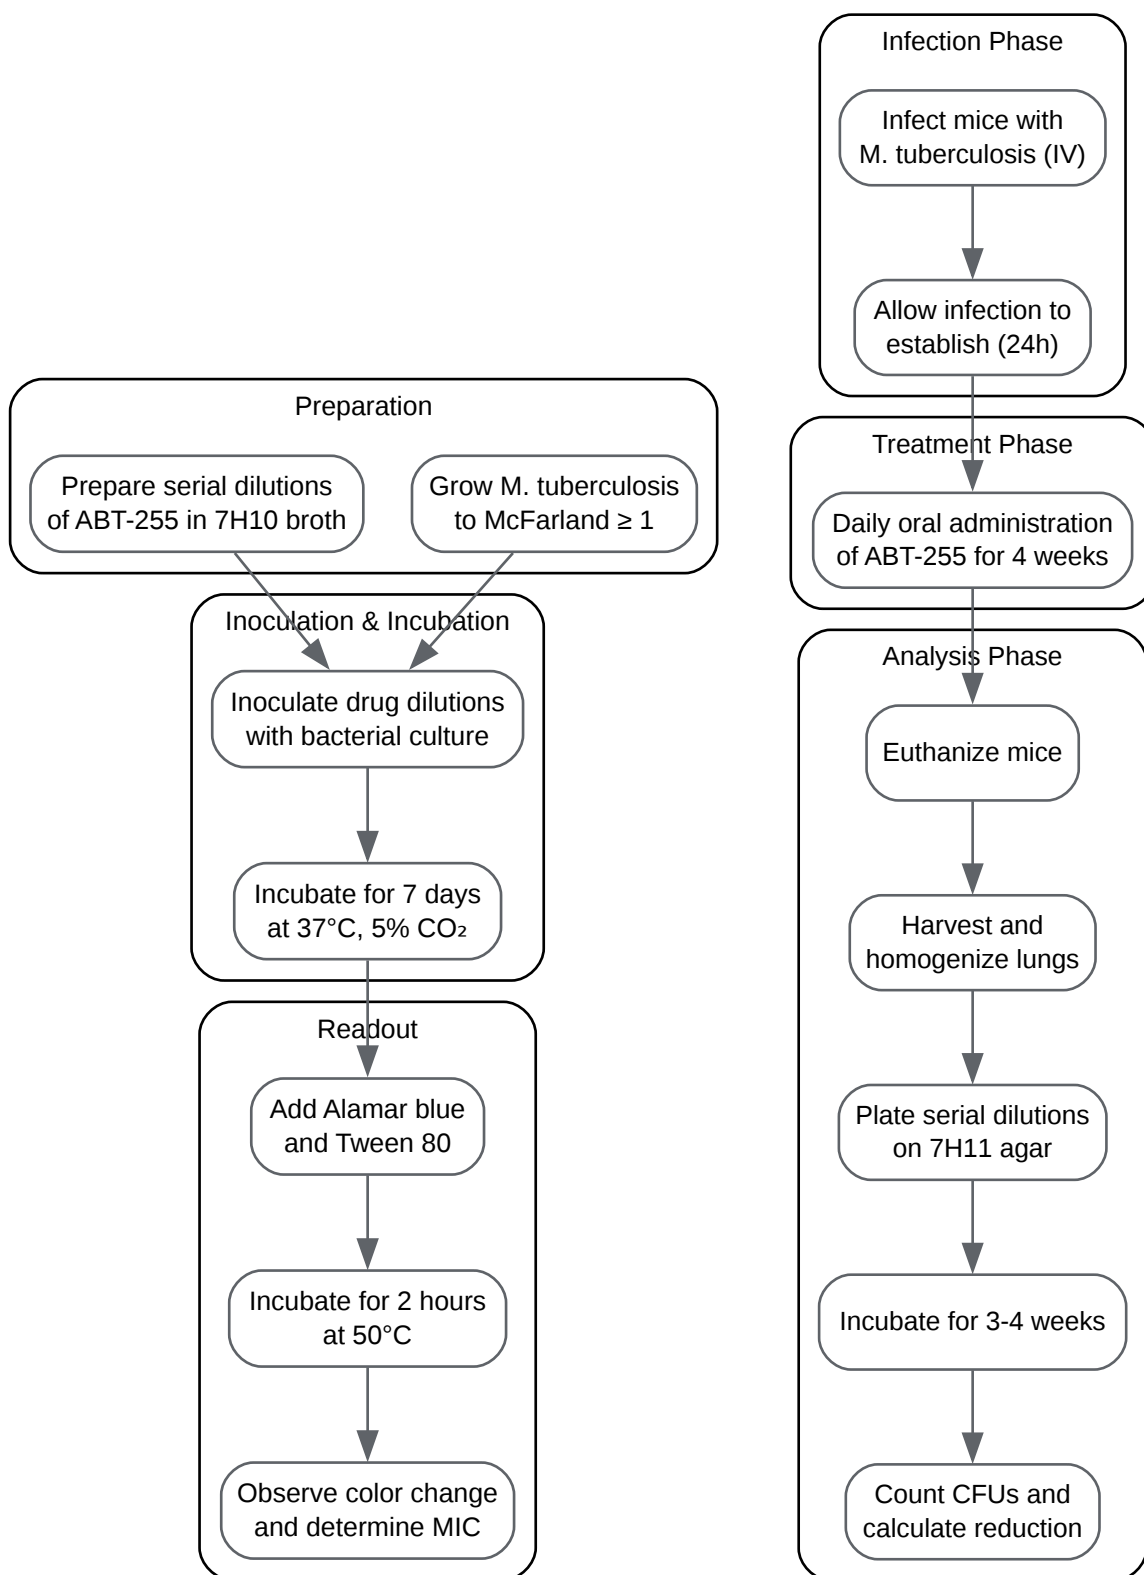 Preparation
Prepare serial dilutions
of ABT-255 in 7H10 broth
Grow M. tuberculosis
to McFarland ≥ 1
Inoculation & Incubation
Inoculate drug dilutions
with bacterial culture
Incubate for 7 days
at 37°C, 5% CO₂
Readout
Add Alamar blue
and Tween 80
Incubate for 2 hours
at 50°C
Observe color change
and determine MIC
Infection Phase
Infect mice with
M. tuberculosis (IV)
Allow infection to
establish (24h)
Treatment Phase
Daily oral administration
of ABT-255 for 4 weeks
Analysis Phase
Euthanize mice
Harvest and
homogenize lungs
Plate serial dilutions
on 7H11 agar
Incubate for 3-4 weeks
Count CFUs and
calculate reduction